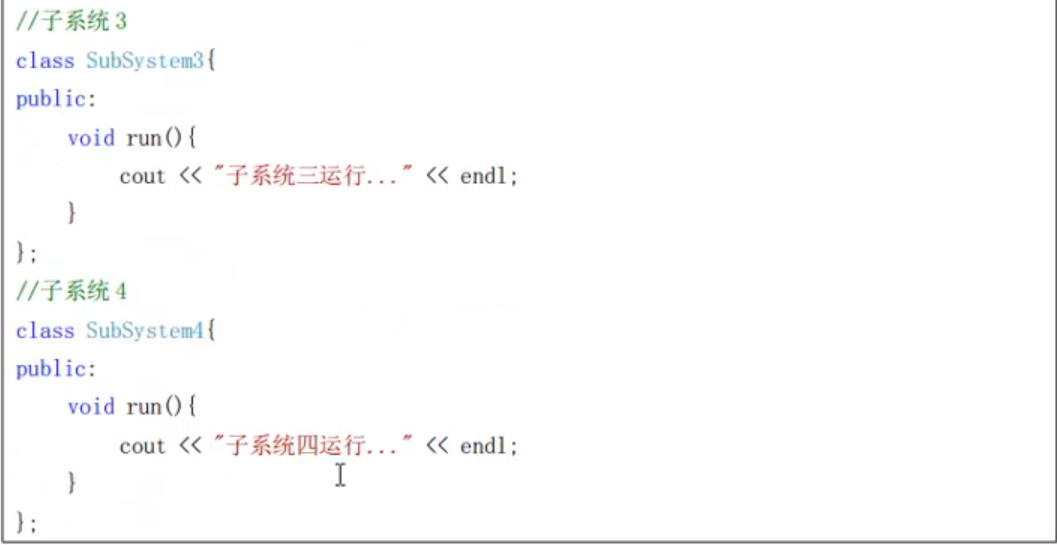 //子系统 3
class SubSystem3{
public:
    void run(){
        cout << "子系统三运行..." << endl;
    }
};
//子系统 4
class SubSystem4{
public:
    void run(){
        cout << "子系统四运行..." << endl;
    }
};